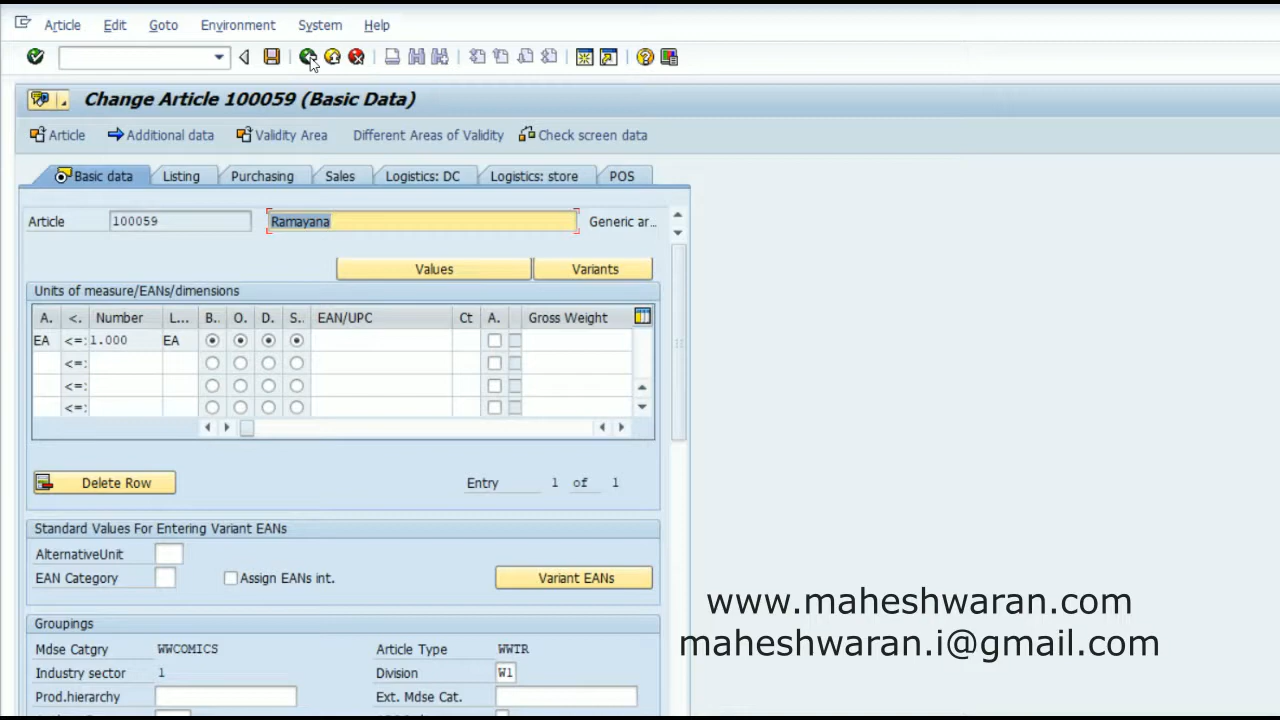 Article Edit Goto Environment System Help
Change Article 100059 (Basic Data)
Article Additional data Validity Area Different Areas of Validity Check screen data
Basic data Listing Purchasing Sales Logistics: DC Logistics: store POS
Article 100059 Ramayana Generic ar...
Values Variants
Units of measure/EANs/dimensions
A. <. Number L... B.. O. D. S.. EAN/UPC Ct A. Gross Weight
EA <=: 1.000 EA
<=:
<=:
<=:
Delete Row Entry 1 of 1
Standard Values For Entering Variant EANs
AlternativeUnit
EAN Category Assign EANs int. Variant EANs
Groupings
Mdse Catgry WWCOMICS Article Type WWTR
Industry sector 1 Division W1
Prod.hierarchy Ext. Mdse Cat.
www.maheshwaran.com
maheshwaran.i@gmail.com